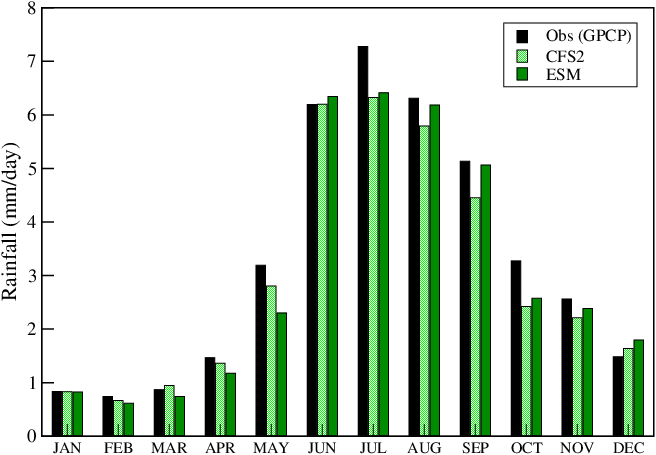 8
7
6
5
4
3
2
1
0
Rainfall (mm/day)
Obs (GPCP)
CFS2
ESM
JAN FEB MAR APR MAY JUN JUL AUG SEP OCT NOV DEC